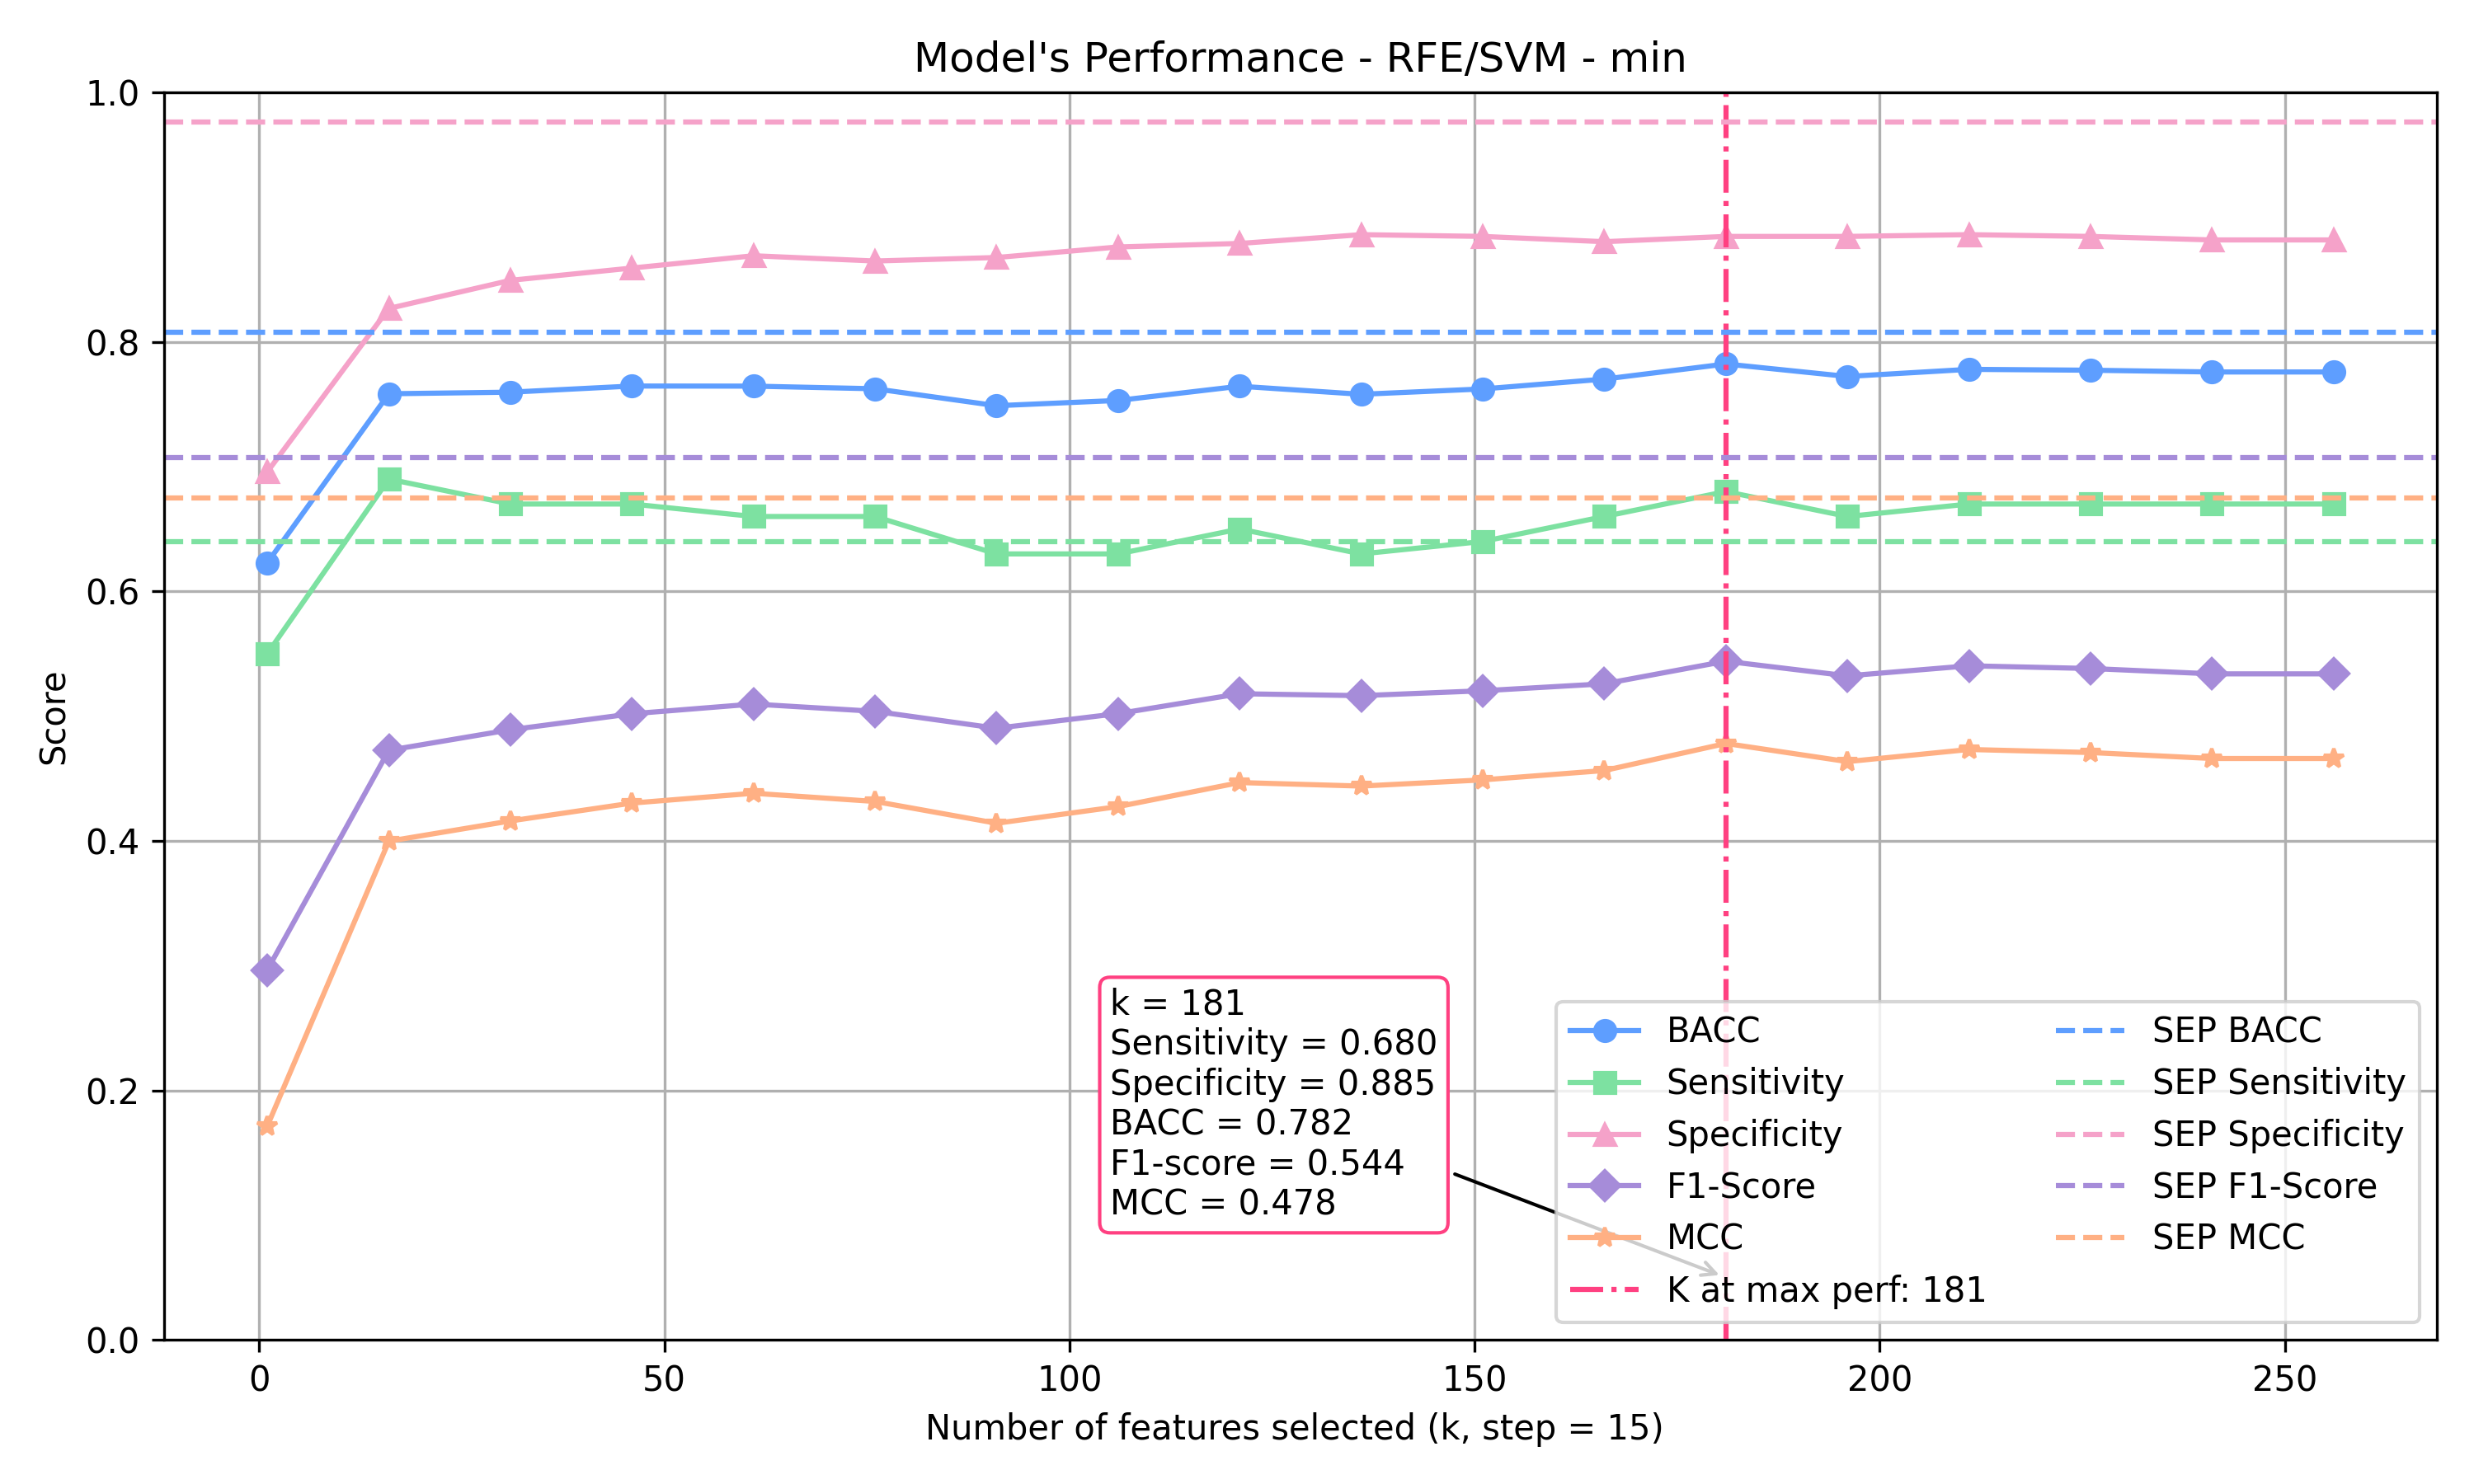 Model's Performance - RFE/SVM - min
1.0
0.8
0.6
0.4
0.2
0.0
Score
0
50
100
150
200
250
Number of features selected (k, step = 15)
k = 181
Sensitivity = 0.680
Specificity = 0.885
BACC = 0.782
F1-score = 0.544
MCC = 0.478
BACC
Sensitivity
Specificity
F1-Score
MCC
K at max perf: 181
SEP BACC
SEP Sensitivity
SEP Specificity
SEP F1-Score
SEP MCC